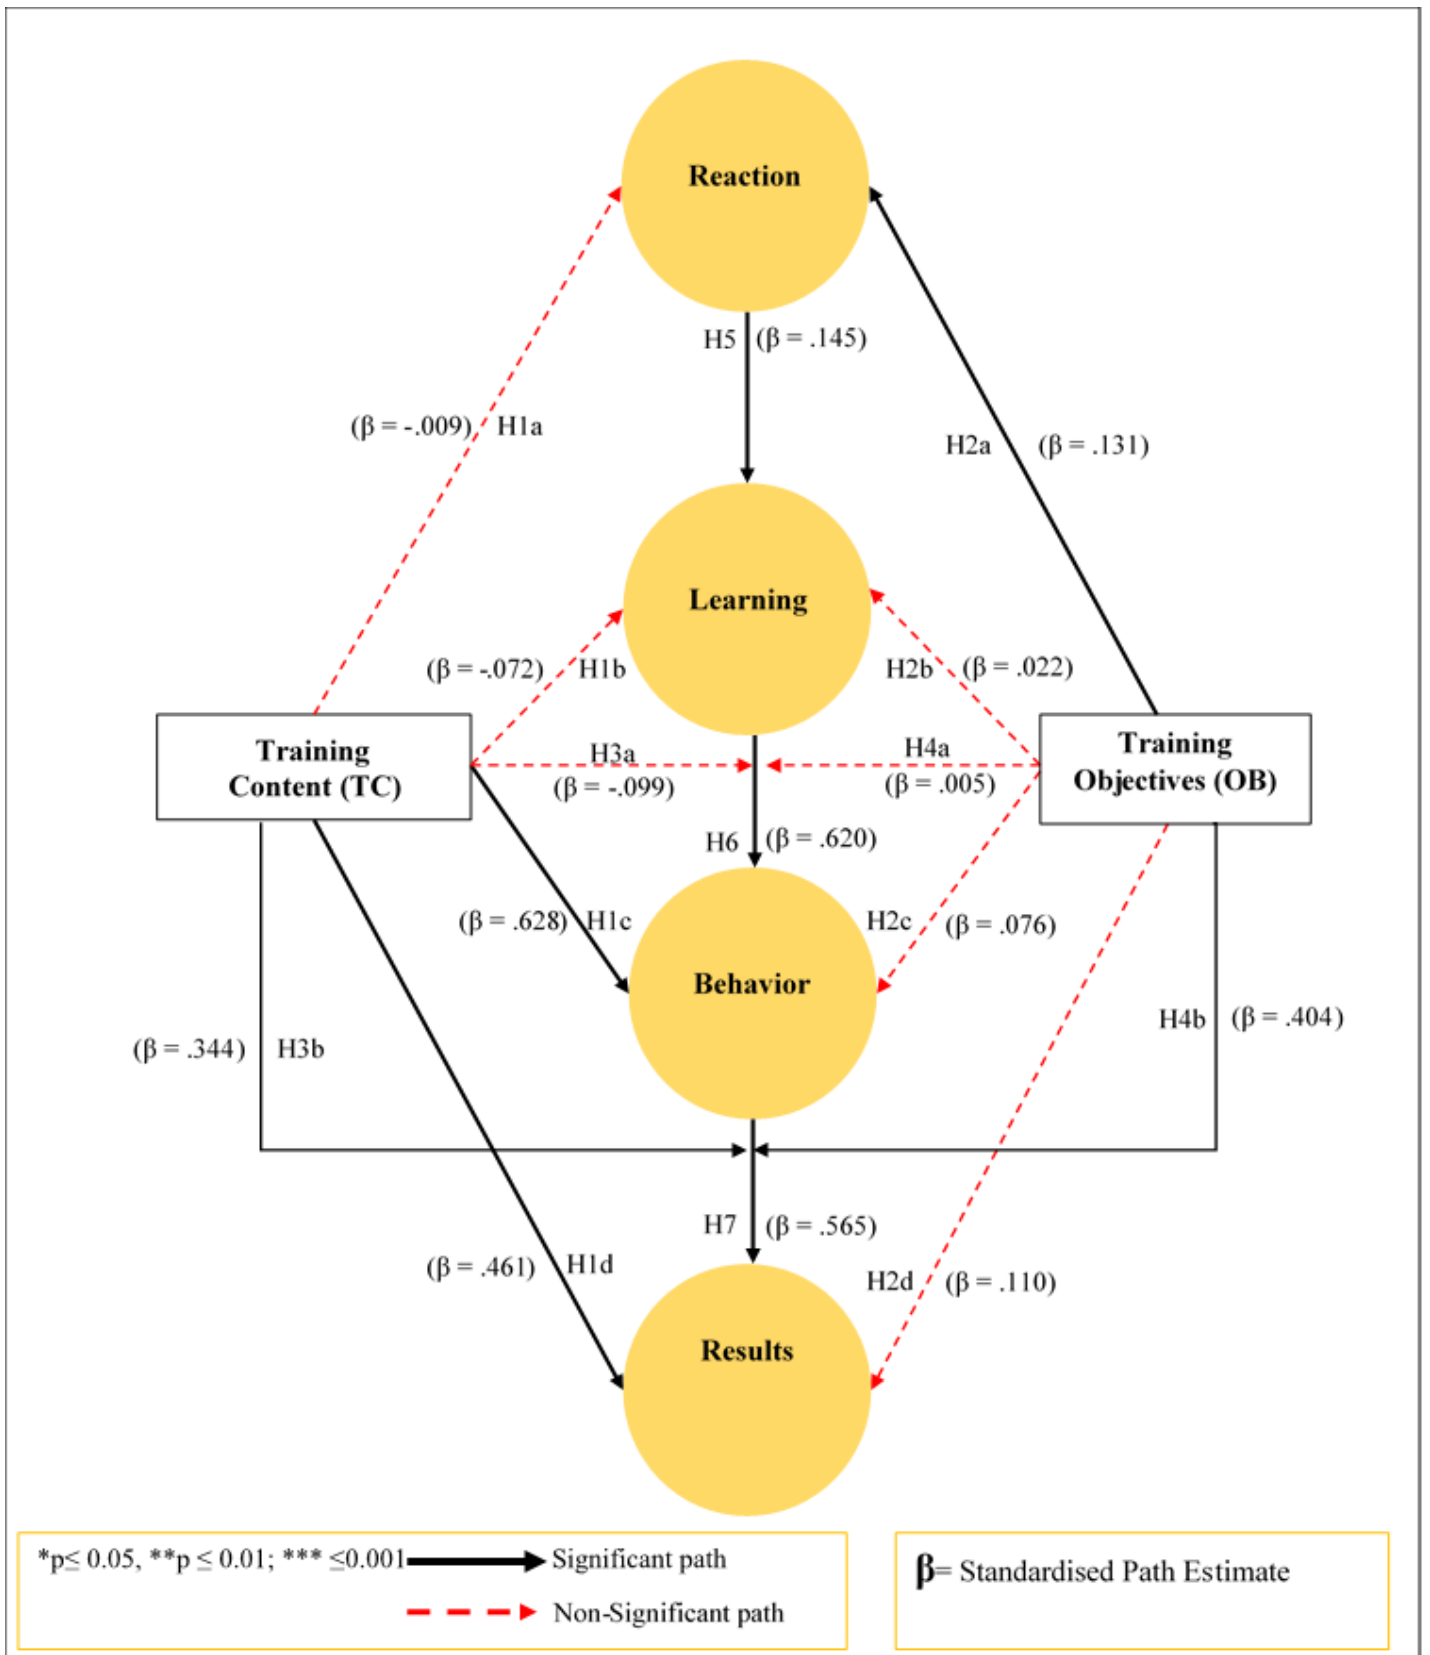 Reaction
H5 (β = .145)
(β = -.009) H1a
H2a (β = .131)
Learning
(β = -.072) H1b
H2b (β = .022)
Training
Content (TC)
H3a
(β = -.099)
H4a
(β = .005)
Training
Objectives (OB)
H6 (β = .620)
(β = .628) H1c
H2c (β = .076)
Behavior
(β = .344) H3b
H4b (β = .404)
H7 (β = .565)
(β = .461) H1d
H2d (β = .110)
Results
*p≤ 0.05, **p ≤ 0.01; *** ≤0.001 Significant path
Non-Significant path
β= Standardised Path Estimate